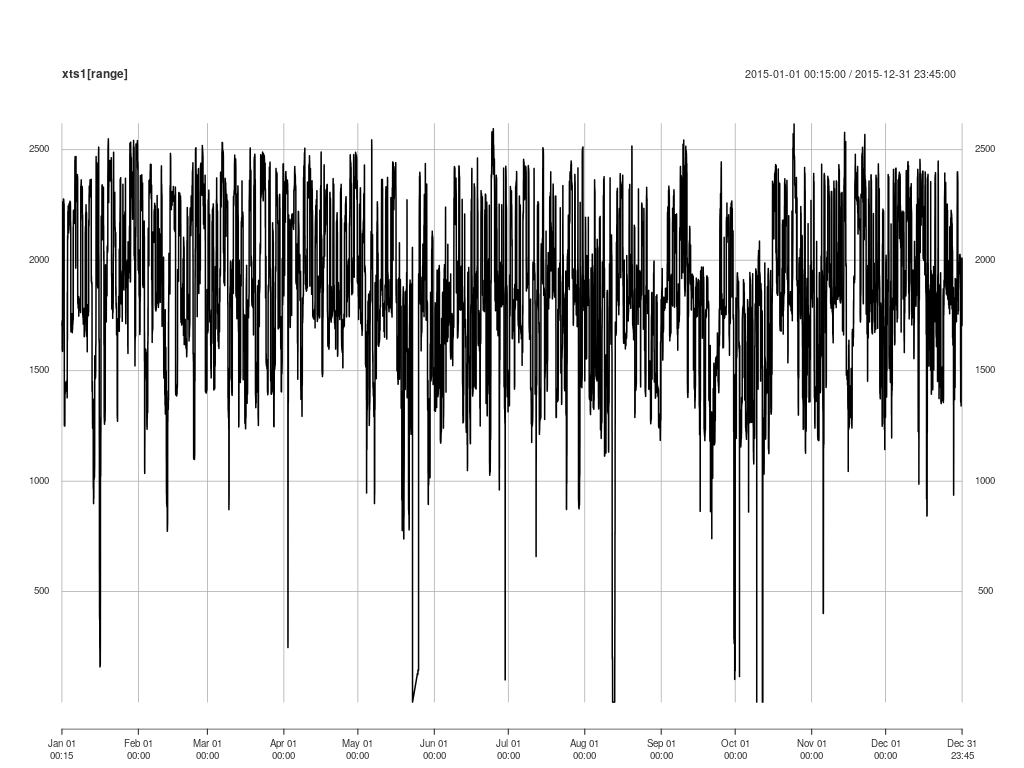 xts1[range] 2015-01-01 00:15:00 / 2015-12-31 23:45:00
2500 2500
2000 2000
1500 1500
1000 1000
500 500
Jan 01 Feb 01 Mar 01 Apr 01 May 01 Jun 01 Jul 01 Aug 01 Sep 01 Oct 01 Nov 01 Dec 01 Dec 31
00:15 00:00 00:00 00:00 00:00 00:00 00:00 00:00 00:00 00:00 00:00 00:00 23:45